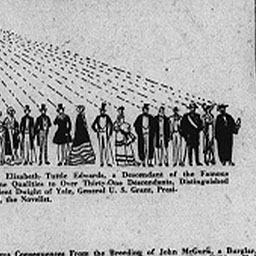 Elizabeth Tuttle Edwards, a Descendant of the Famous
Qualities to Over Thirty-One Descendants, Distinguished
Dwight of Yale, General U. S. Grant, Presi-
the Novelist.
Consequences From the Breeding of John McGurk, a Burglar,